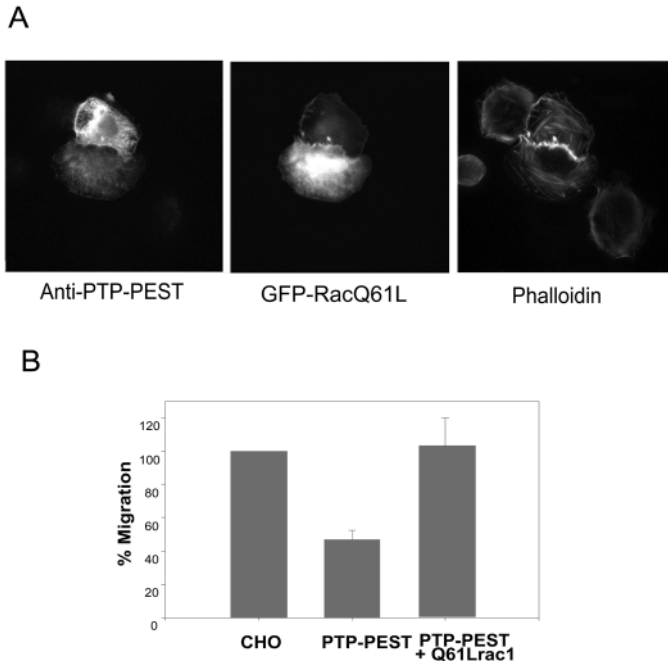 A
Anti-PTP-PEST
GFP-RacQ61L
Phalloidin
B
% Migration
120
100
80
60
40
20
0
CHO
PTP-PEST
PTP-PEST
+ Q61Lrac1